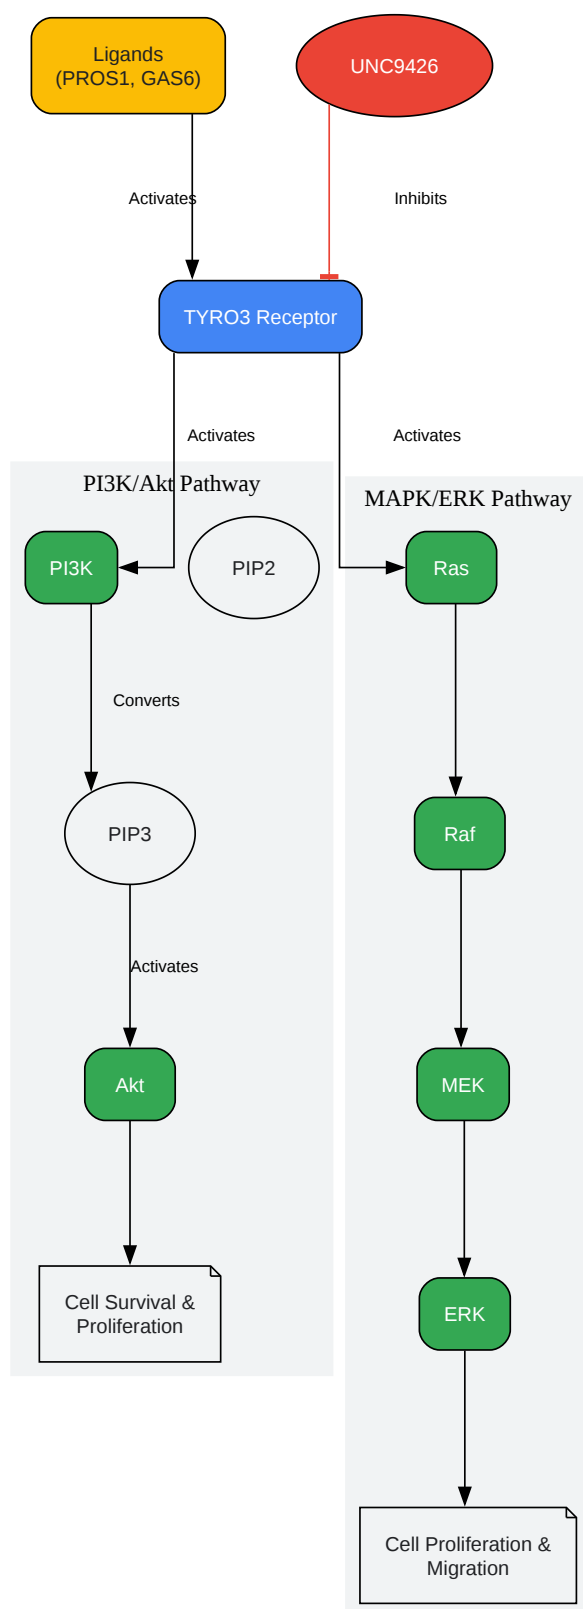 Ligands
(PROS1, GAS6)
UNC9426
Activates
Inhibits
TYRO3 Receptor
Activates
Activates
PI3K/Akt Pathway
MAPK/ERK Pathway
PI3K
PIP2
Ras
Converts
PIP3
Raf
Activates
Akt
MEK
Cell Survival &
Proliferation
ERK
Cell Proliferation &
Migration